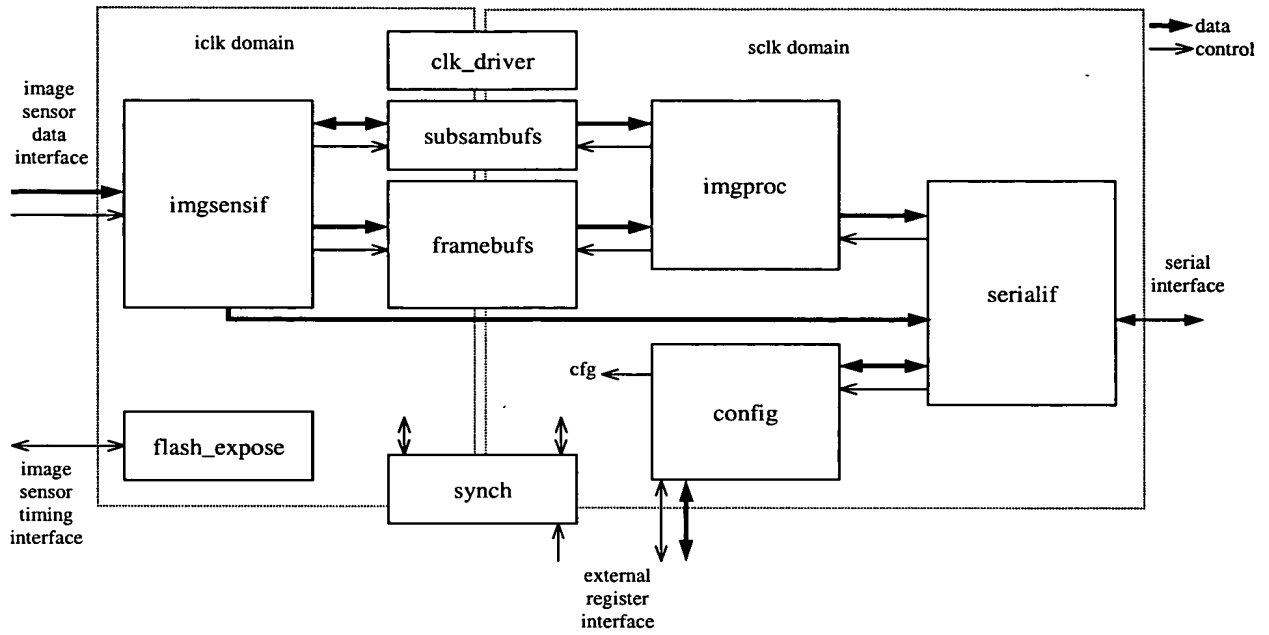 iclk domain
sclk domain
data
control
clk_driver
image
sensor
data
interface
subsambufs
imgsensif
imgproc
framebufs
serialif
serial
interface
cfg
config
flash_expose
synch
image
sensor
timing
interface
external
register
interface